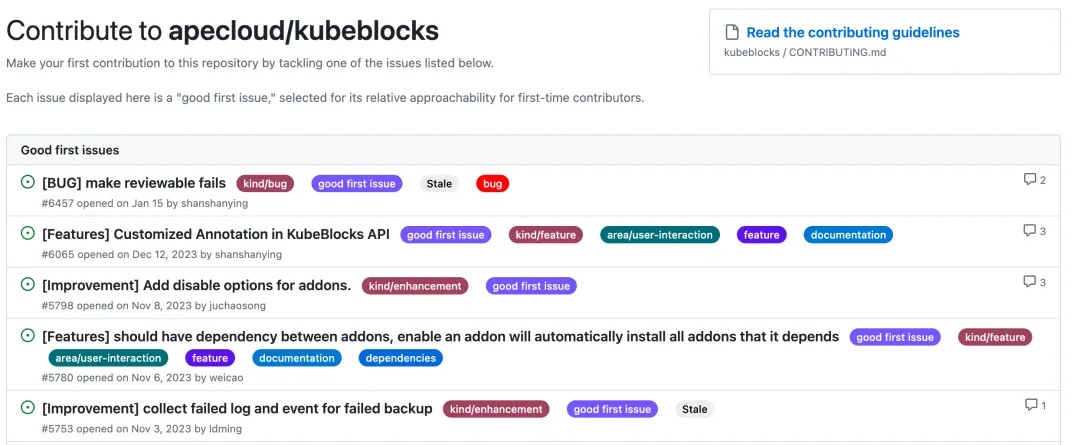 Contribute to apecloud/kubeblocks
Make your first contribution to this repository by tackling one of the issues listed below.
Each issue displayed here is a "good first issue," selected for its relative approachability for first-time contributors.
Read the contributing guidelines
kubeblocks / CONTRIBUTING.md
Good first issues
[BUG] make reviewable fails kind/bug good first issue Stale bug 2
#6457 opened on Jan 15 by shanshanying
[Features] Customized Annotation in KubeBlocks API good first issue kind/feature area/user-interaction feature documentation 3
#6065 opened on Dec 12, 2023 by shanshanying
[Improvement] Add disable options for addons. kind/enhancement good first issue 3
#5798 opened on Nov 8, 2023 by juchaosong
[Features] should have dependency between addons, enable an addon will automatically install all addons that it depends good first issue kind/feature
area/user-interaction feature documentation dependencies
#5780 opened on Nov 6, 2023 by weicao
[Improvement] collect failed log and event for failed backup kind/enhancement good first issue Stale 1
#5753 opened on Nov 3, 2023 by ldming